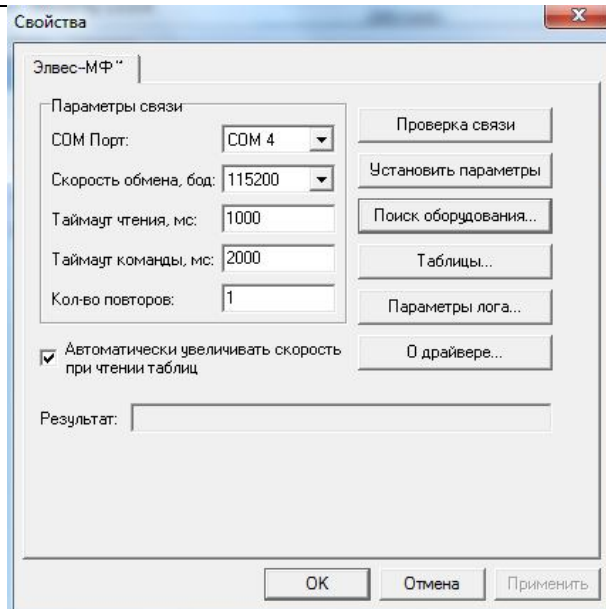 Свойства
Элвес-МФ"
Параметры связи
COM Порт:
COM 4
Скорость обмена, бод:
115200
Таймаут чтения, мс:
1000
Таймаут команды, мс:
2000
Кол-во повторов:
1
Проверка связи
Установить параметры
Поиск оборудования...
Таблицы...
Параметры лога...
О драйвере...
Автоматически увеличивать скорость
при чтении таблиц
Результат:
OK
Отмена
Применить